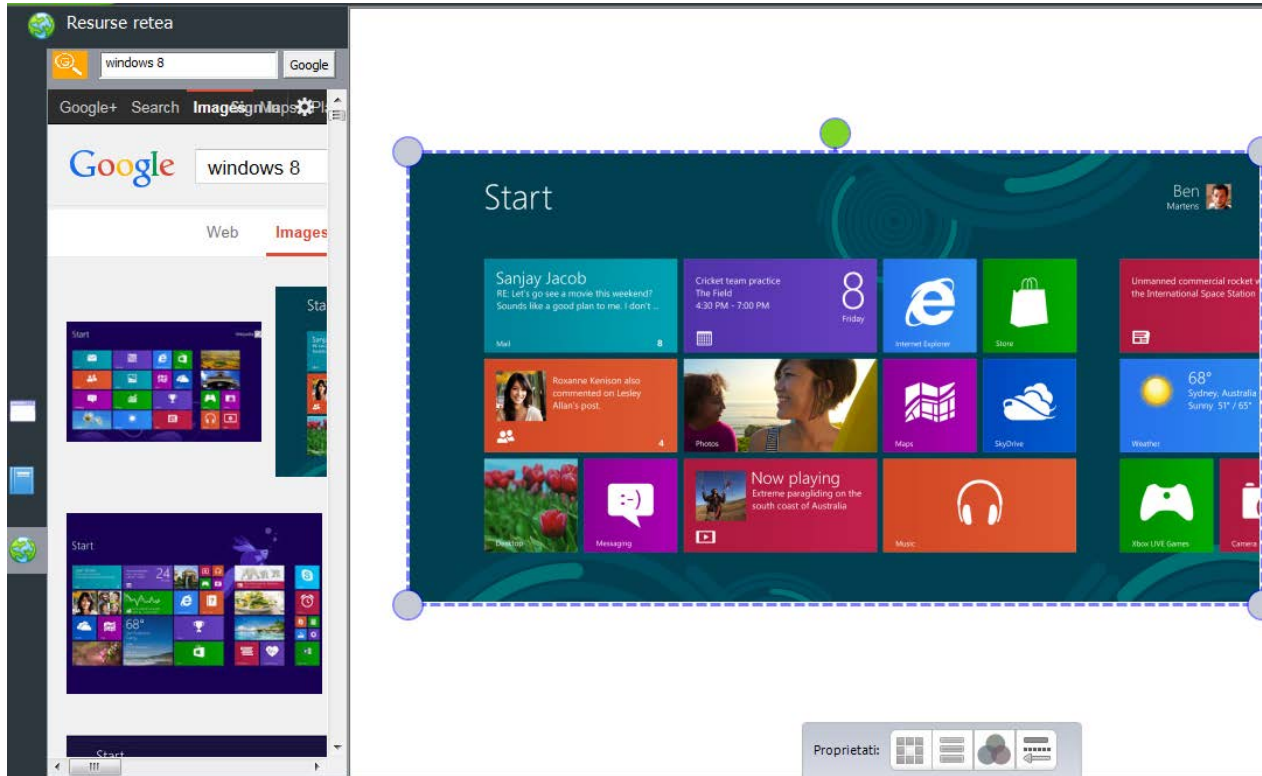 Resurse retea
windows 8
Google
Google+ Search Images
Google
windows 8
Web Images
Start
Start
24
68°
Start
Start
Ben
Martens
Sanjay Jacob
RE: Let's go see a movie this weekend?
Sounds like a good plan to me. I don't ...
Mail 8
Cricket team practice
The Field
4:30 PM - 7:00 PM
8
Friday
Internet Explorer
Store
Unmanned commercial rocket
the International Space Station
Roxanne Kenison also
commented on Lesley
Allan's post.
4
Photos
Maps
SkyDrive
68°
Sydney, Australia
Sunny 51° / 65°
Weather
Desktop
:-)
Messaging
Now playing
Extreme paragliding on the
south coast of Australia
Music
Xbox LIVE Games
Camera
Proprietati: